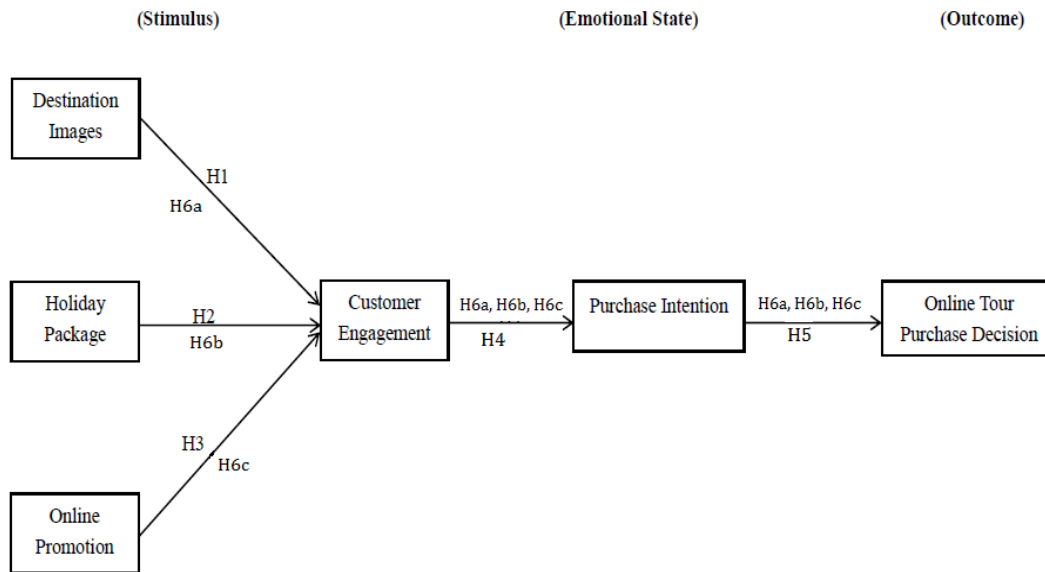 (Stimulus)
(Emotional State)
(Outcome)
Destination
Images
H1
H6a
Holiday
Package
H2
H6b
Customer
Engagement
H6a, H6b, H6c
H4
Purchase Intention
H6a, H6b, H6c
H5
Online Tour
Purchase Decision
H3
H6c
Online
Promotion